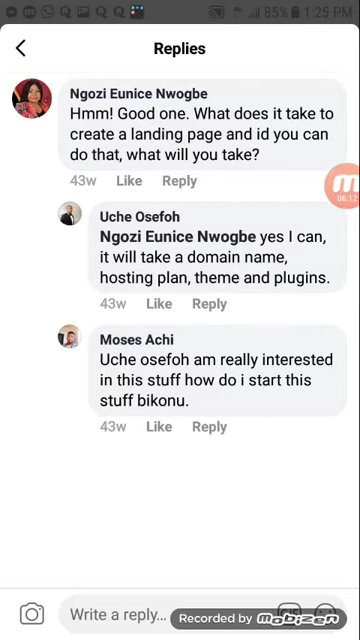 85% 1:25 PM
Replies
Ngozi Eunice Nwogbe
Hmm! Good one. What does it take to
create a landing page and id you can
do that, what will you take?
43w Like Reply
06:12
Uche Osefoh
Ngozi Eunice Nwogbe yes I can,
it will take a domain name,
hosting plan, theme and plugins.
43w Like Reply
Moses Achi
Uche osefoh am really interested
in this stuff how do i start this
stuff bikonu.
43w Like Reply
Write a reply...
GIF
Recorded by mobizen